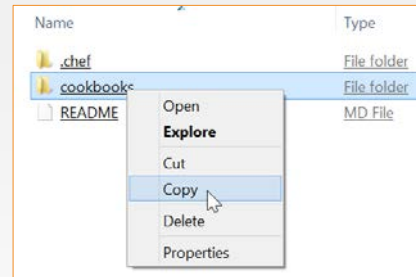 Name Type
.chef File folder
cookbooks File folder
README MD File
Open
Explore
Cut
Copy
Delete
Properties